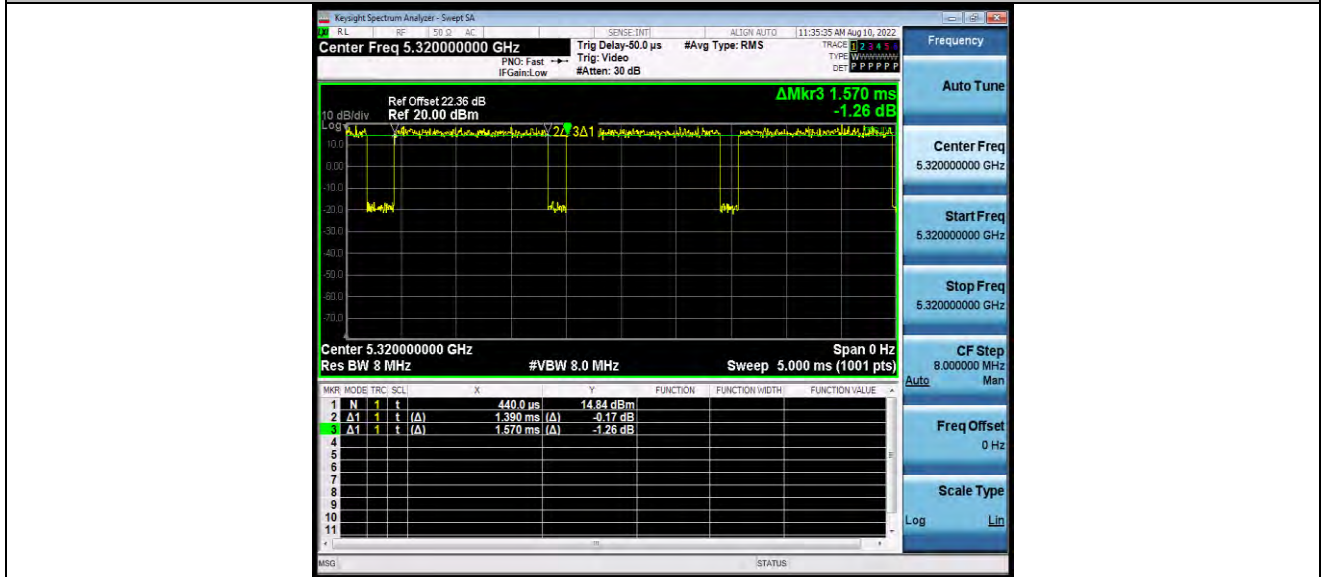 Keysight Spectrum Analyzer - Swept SA
RL RF 50 Ω AC SENSE:INT ALIGN AUTO 11:35:35 AM Aug 10, 2022
Center Freq 5.320000000 GHz
PNO: Fast
IFGain:Low
Trig Delay-50.0 µs
Trig: Video
#Atten: 30 dB
#Avg Type: RMS
TRACE 1 2 3 4 5 6
TYPE WWWWWW
DET P P P P P P
Frequency
ΔMkr3 1.570 ms
-1.26 dB
Ref Offset 22.36 dB
10 dB/div Ref 20.00 dBm
Log
2Δ 3Δ1
10.0
0.00
-10.0
-20.0
-30.0
-40.0
-50.0
-60.0
-70.0
Center 5.320000000 GHz Span 0 Hz
Res BW 8 MHz #VBW 8.0 MHz Sweep 5.000 ms (1001 pts)
MKR MODE TRC SCL X Y FUNCTION FUNCTION WIDTH FUNCTION VALUE
1 N 1 t 440.0 µs 14.84 dBm
2 Δ1 1 t (Δ) 1.390 ms (Δ) -0.17 dB
3 Δ1 1 t (Δ) 1.570 ms (Δ) -1.26 dB
4
5
6
7
8
9
10
11
MSG STATUS
Auto Tune
Center Freq
5.320000000 GHz
Start Freq
5.320000000 GHz
Stop Freq
5.320000000 GHz
CF Step
8.000000 MHz
Auto Man
Freq Offset
0 Hz
Scale Type
Log Lin